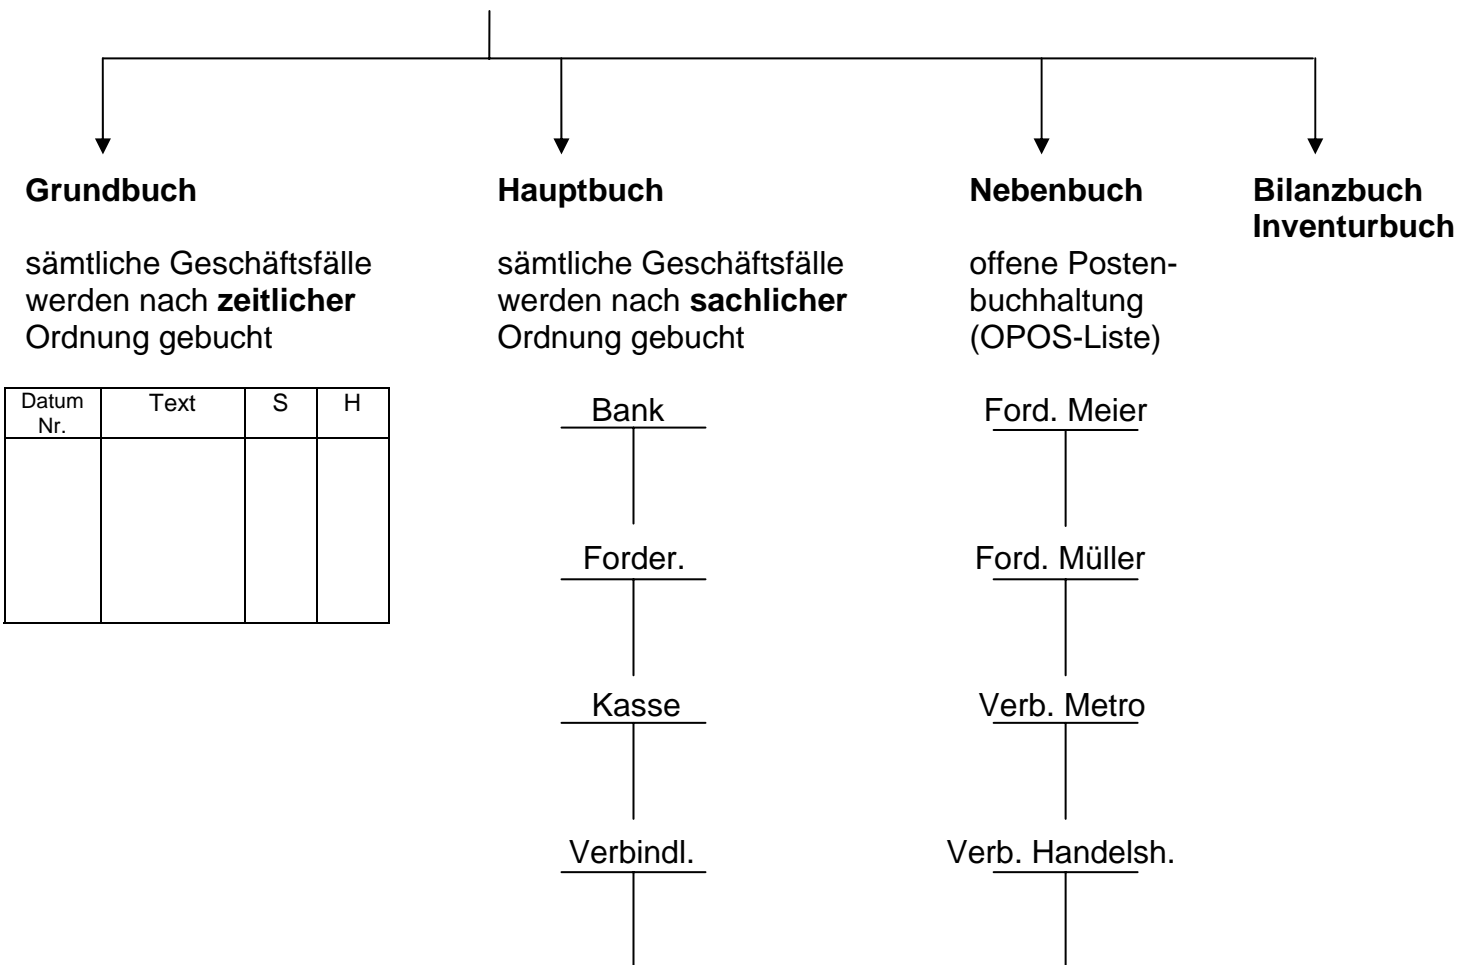 Grundbuch
sämtliche Geschäftsfälle
werden nach zeitlicher
Ordnung gebucht
Datum
Nr.
Text
S
H
Hauptbuch
sämtliche Geschäftsfälle
werden nach sachlicher
Ordnung gebucht
Bank
Forder.
Kasse
Verbindl.
Nebenbuch
offene Posten-
buchhaltung
(OPOS-Liste)
Ford. Meier
Ford. Müller
Verb. Metro
Verb. Handelsh.
Bilanzbuch
Inventurbuch